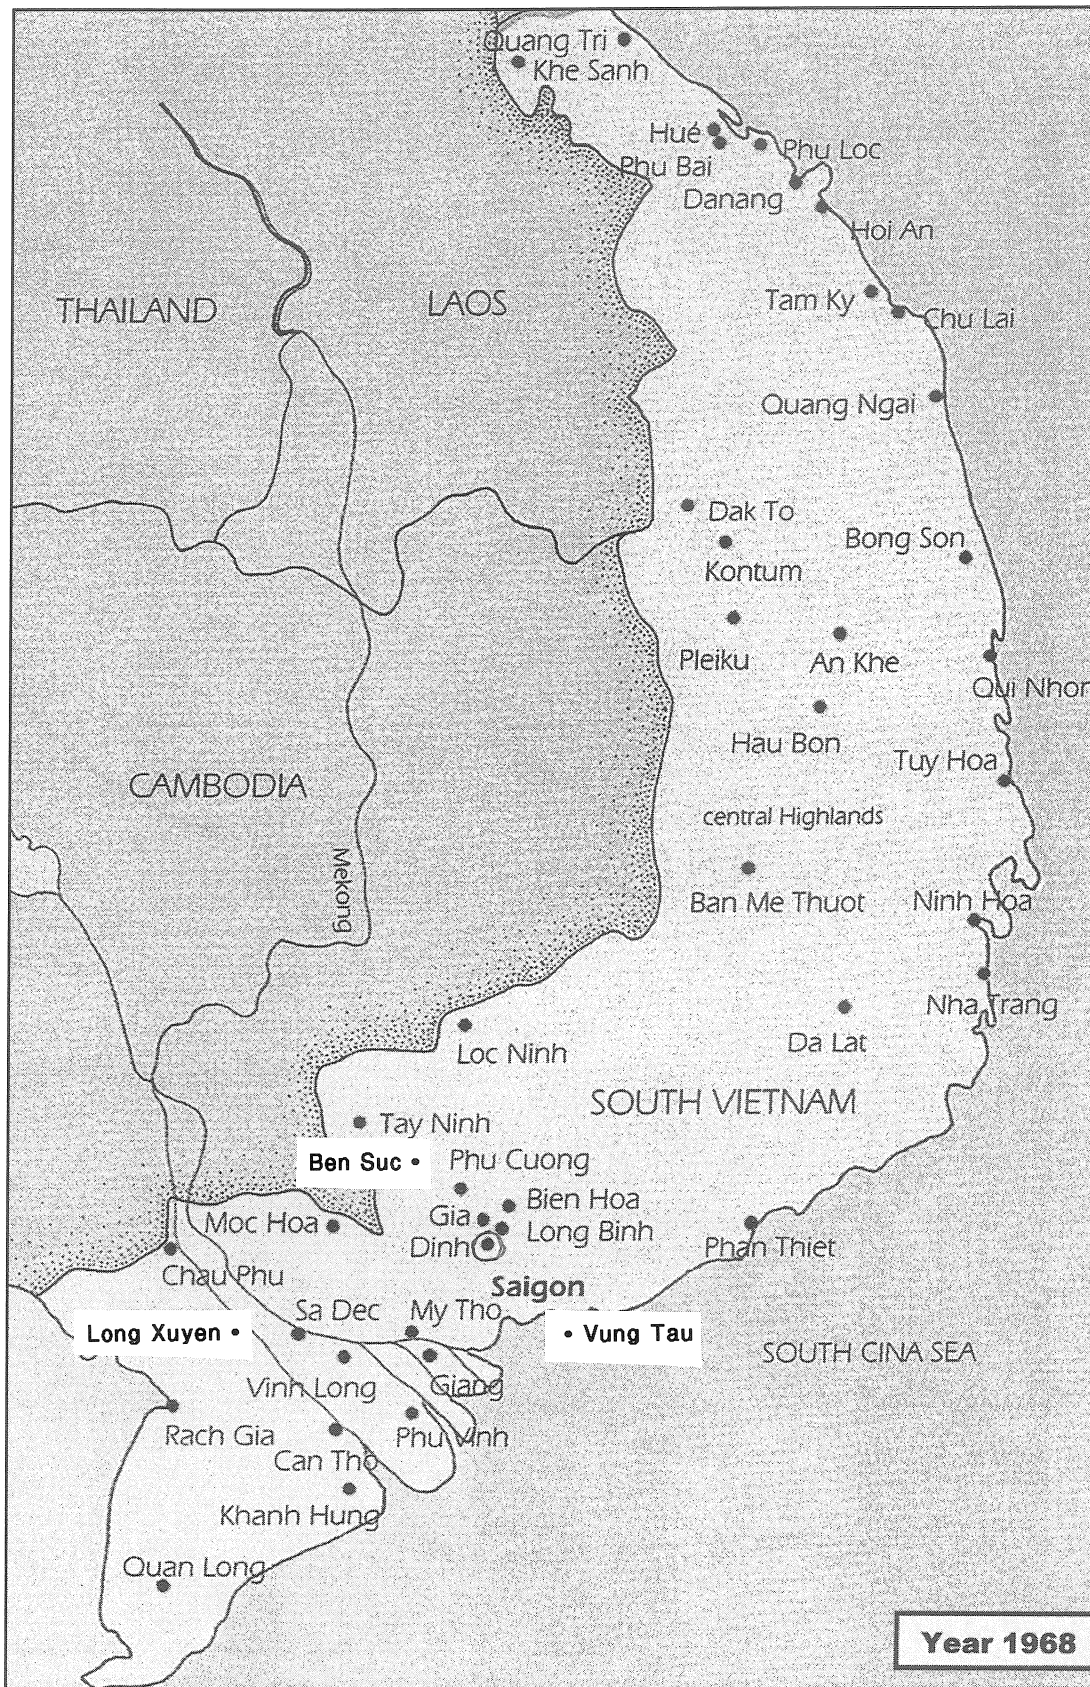 Quang Tri
Khe Sanh
Hué
Phu Loc
Phu Bai
Danang
Hoi An
THAILAND
LAOS
Tam Ky
Chu Lai
Quang Ngai
Dak To
Bong Son
Kontum
Pleiku
An Khe
Qui Nhon
Hau Bon
Tuy Hoa
CAMBODIA
central Highlands
Mekong
Ban Me Thuot
Ninh Hoa
Nha Trang
Da Lat
Loc Ninh
SOUTH VIETNAM
Tay Ninh
Ben Suc
Phu Cuong
Bien Hoa
Moc Hoa
Gia
Long Binh
Dinh
Phan Thiet
Chau Phu
Saigon
Sa Dec
My Tho
Long Xuyen
Vung Tau
SOUTH CINA SEA
Vinh Long
Giang
Rach Gia
Phu Vinh
Can Tho
Khanh Hung
Quan Long
Year 1968